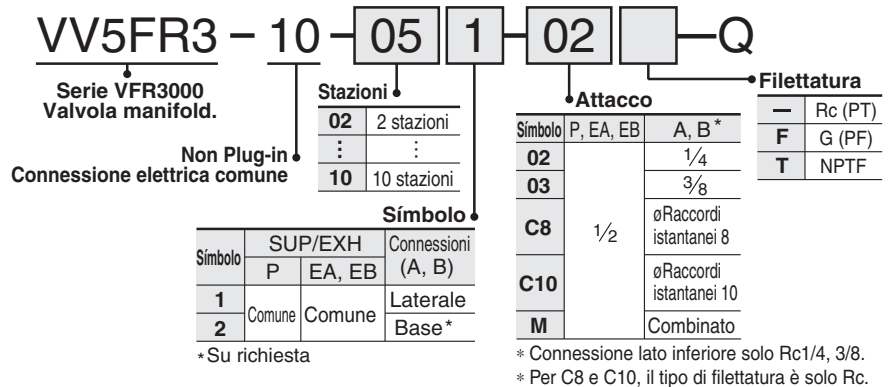 VV5FR3 – 10 – 05 1 – 02 – Q
Serie VFR3000
Valvola manifold.
Non Plug-in
Connessione elettrica comune
Stazioni
02 2 stazioni
⋮ ⋮
10 10 stazioni
Símbolo
Símbolo SUP/EXH Connessioni (A, B)
P EA, EB
1 Comune Comune Laterale
2 Base*
*Su richiesta
Attacco
Símbolo P, EA, EB A, B*
02 1/2 1/4
03 3/8
C8 øRaccordi istantanei 8
C10 øRaccordi istantanei 10
M Combinato
* Connessione lato inferiore solo Rc1/4, 3/8.
* Per C8 e C10, il tipo di filettatura è solo Rc.
Filettatura
— Rc (PT)
F G (PF)
T NPTF